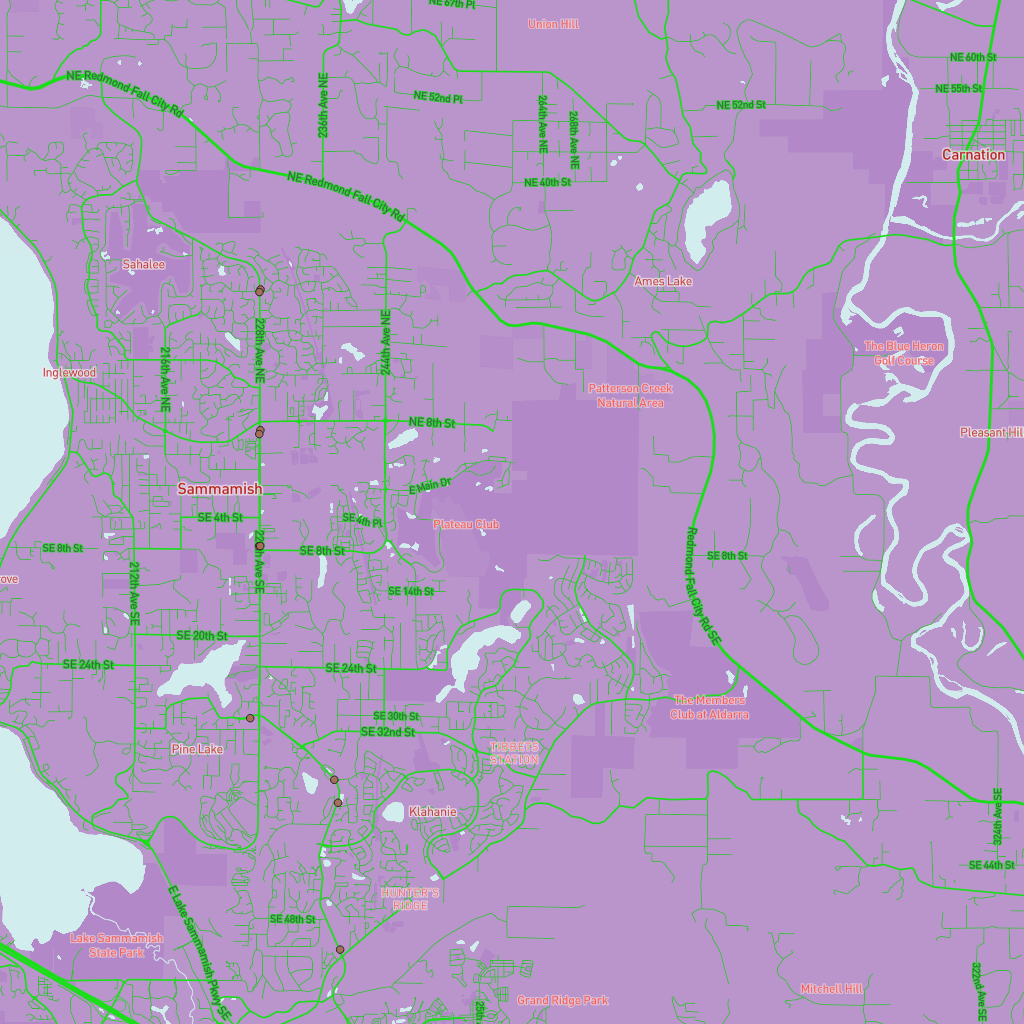 NE 67th Pl
Union Hill
NE 60th St
NE Redmond Fall City Rd
236th Ave NE
NE 52nd Pl
264th Ave NE
268th Ave NE
NE 52nd St
NE 55th St
Carnation
NE Redmond Fall City Rd
NE 40th St
Sahalee
Ames Lake
228th Ave NE
244th Ave NE
216th Ave NE
Inglewood
The Blue Heron
Golf Course
Patterson Creek
Natural Area
NE 8th St
Pleasant Hill
Sammamish
E Main Dr
SE 4th St
SE 4th Pl
Plateau Club
SE 8th St
SE 8th St
SE 8th St
Redmond Fall City Rd SE
212th Ave SE
SE 14th St
ove
SE 20th St
SE 24th St
SE 24th St
The Members
Club at Aldarra
SE 30th St
SE 32nd St
Pine Lake
TIBBETS
STATION
Klahanie
324th Ave SE
SE 44th St
HUNTER'S
RIDGE
E Lake Sammamish Pkwy SE
SE 48th St
Lake Sammamish
State Park
Mitchell Hill
322nd Ave SE
Grand Ridge Park